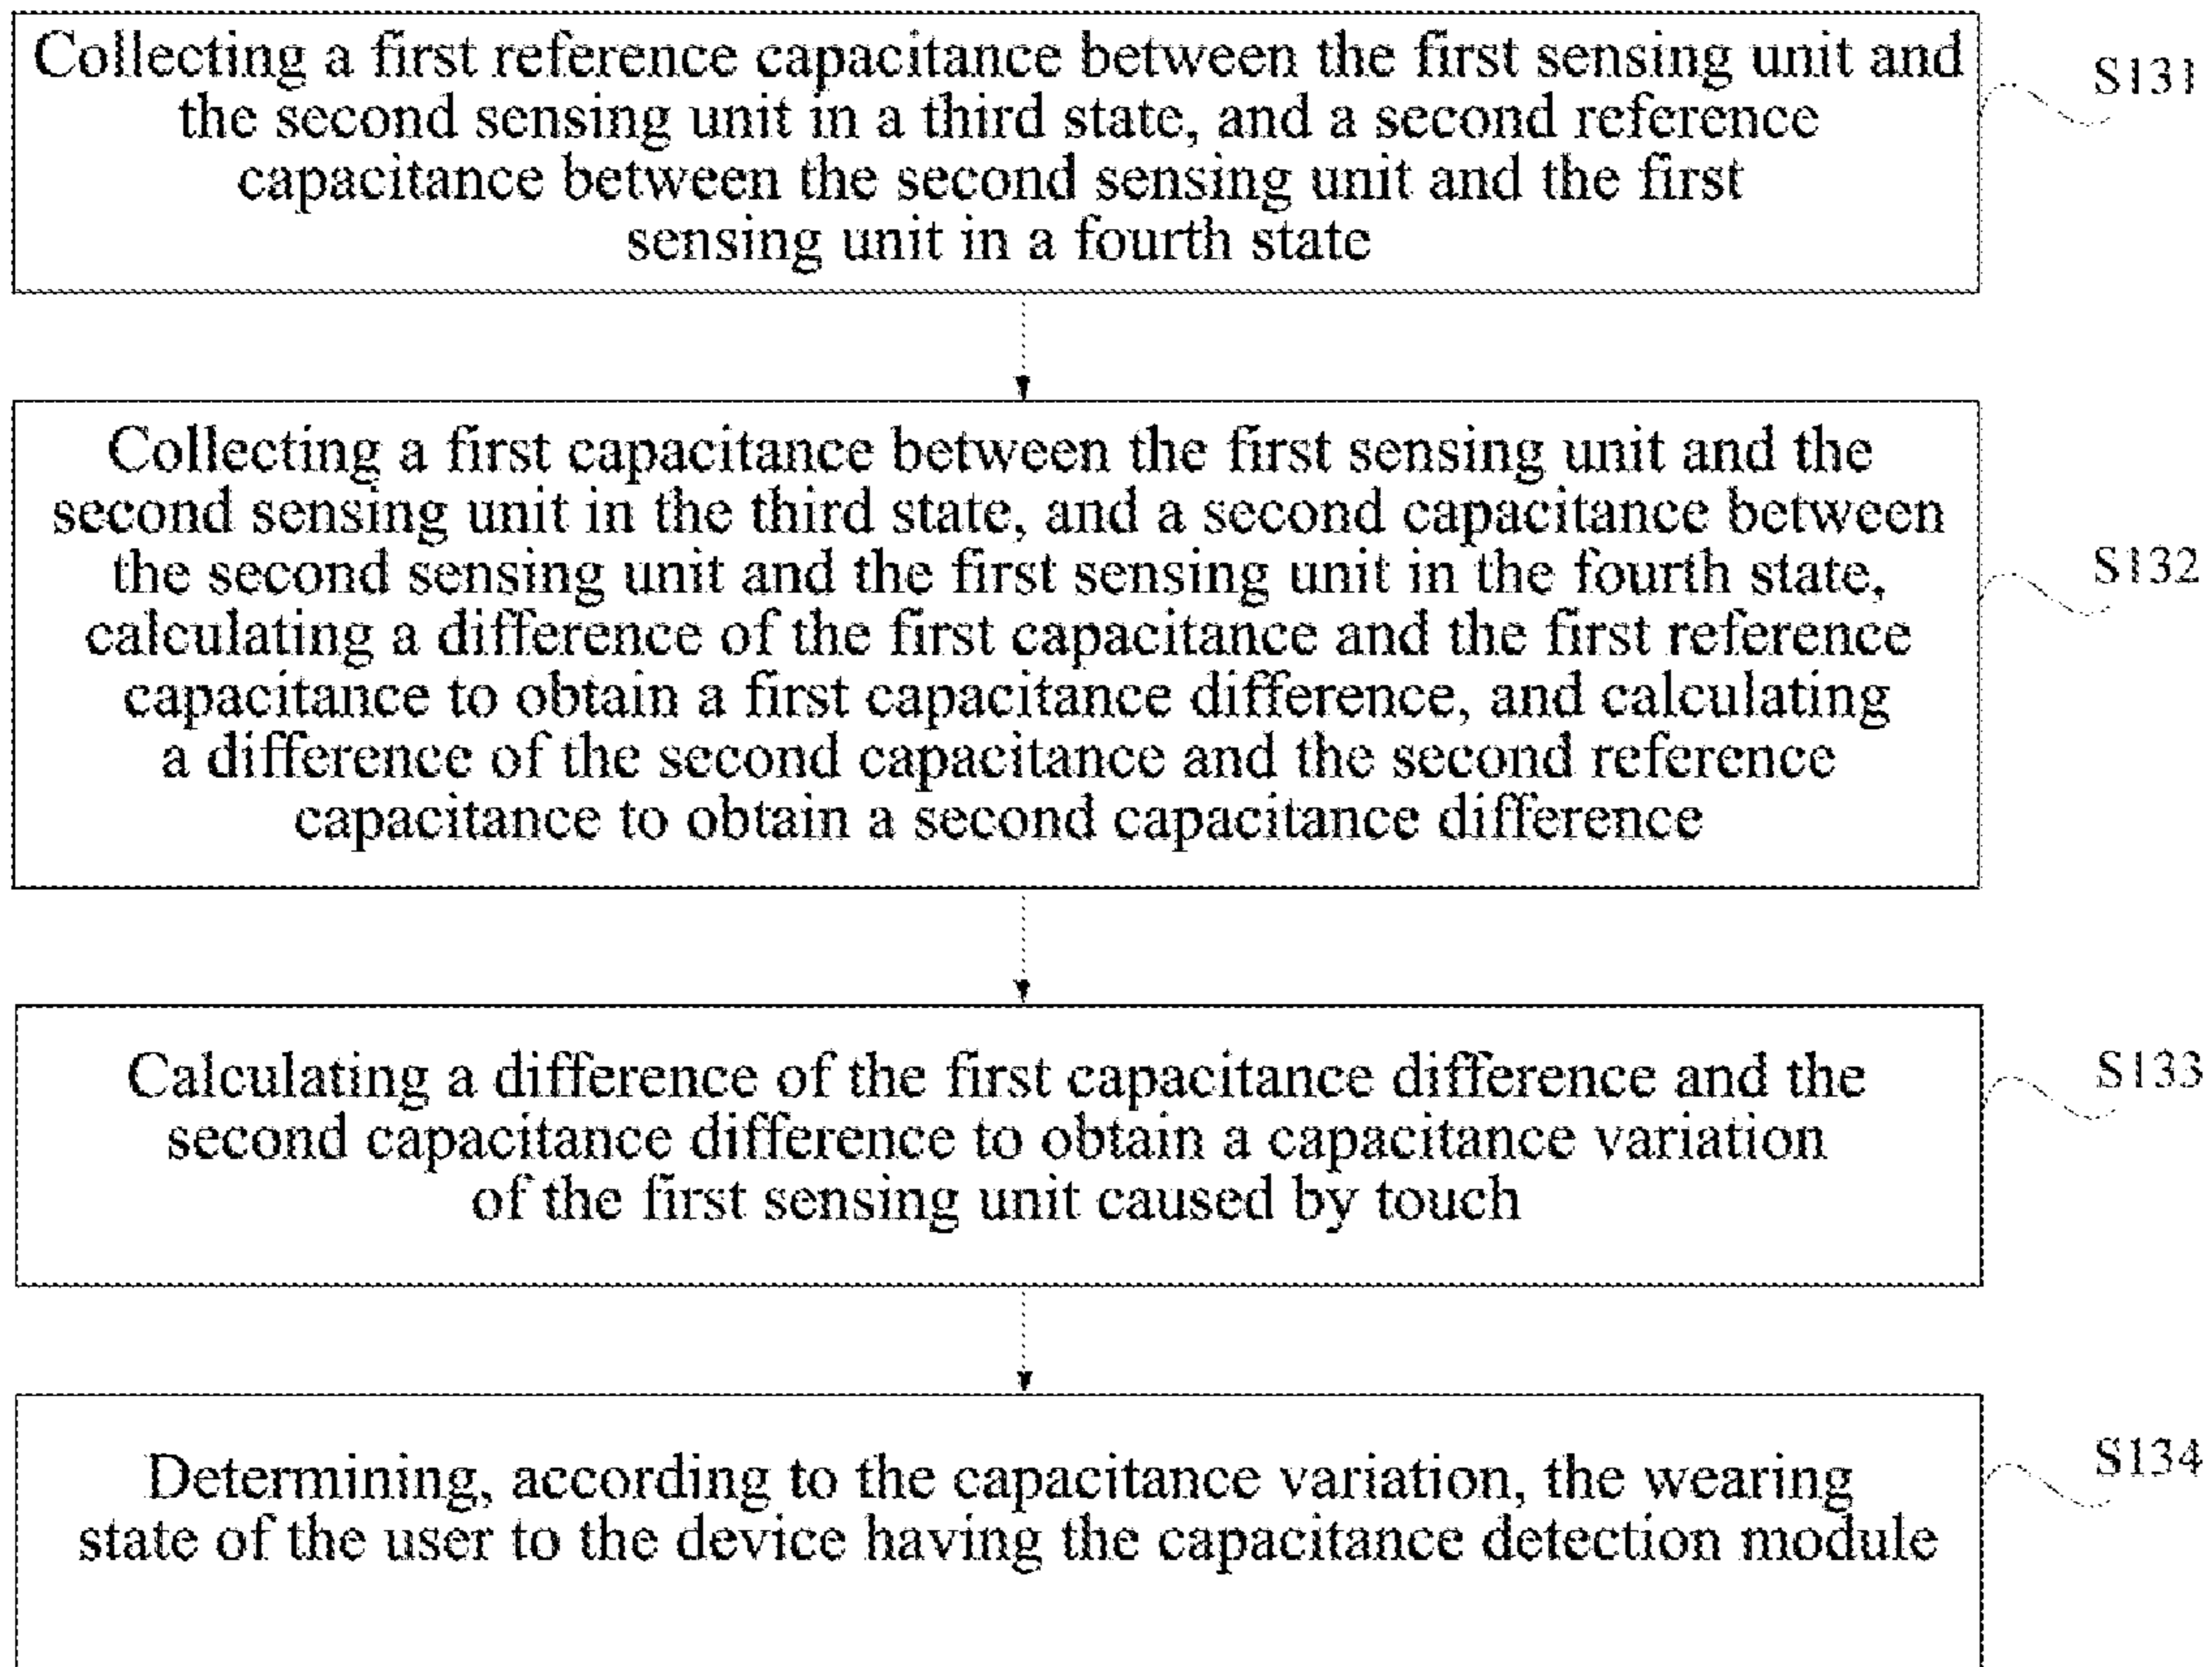 Collecting a first reference capacitance between the first sensing unit and
the second sensing unit in a third state, and a second reference
capacitance between the second sensing unit and the first
sensing unit in a fourth state
S131
Collecting a first capacitance between the first sensing unit and the
second sensing unit in the third state, and a second capacitance between
the second sensing unit and the first sensing unit in the fourth state,
calculating a difference of the first capacitance and the first reference
capacitance to obtain a first capacitance difference, and calculating
a difference of the second capacitance and the second reference
capacitance to obtain a second capacitance difference
S132
Calculating a difference of the first capacitance difference and the
second capacitance difference to obtain a capacitance variation
of the first sensing unit caused by touch
S133
Determining, according to the capacitance variation, the wearing
state of the user to the device having the capacitance detection module
S134